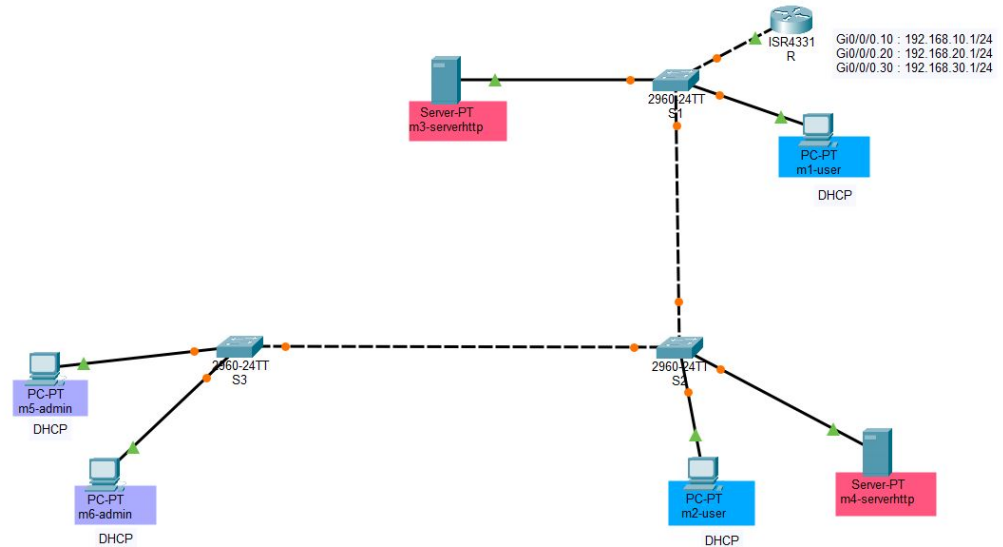 ISR4331
R
Gi0/0/0.10 : 192.168.10.1/24
Gi0/0/0.20 : 192.168.20.1/24
Gi0/0/0.30 : 192.168.30.1/24
2960-24TT
S1
Server-PT
m3-serverhttp
PC-PT
m1-user
DHCP
2960-24TT
S3
2960-24TT
S2
PC-PT
m5-admin
DHCP
PC-PT
m6-admin
DHCP
PC-PT
m2-user
DHCP
Server-PT
m4-serverhttp